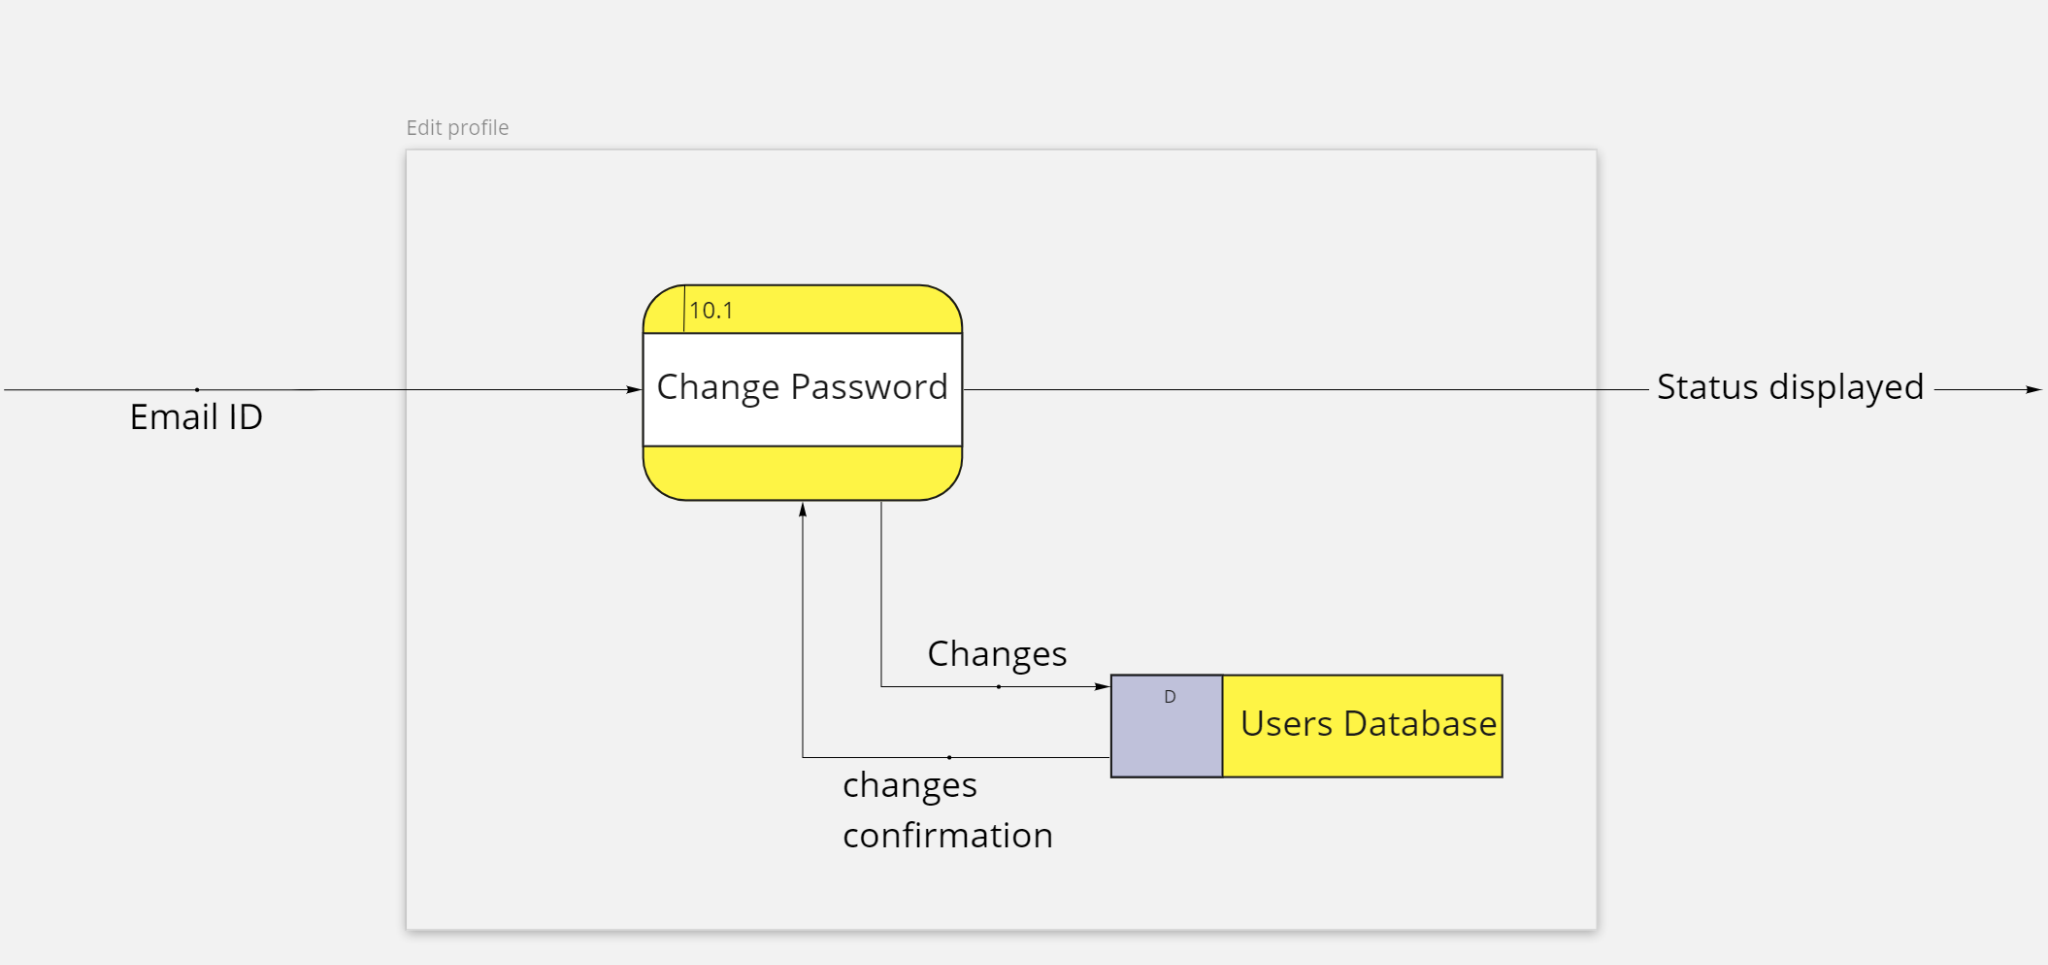 Edit profile
10.1
Change Password
Email ID
Status displayed
Changes
D
Users Database
changes
confirmation